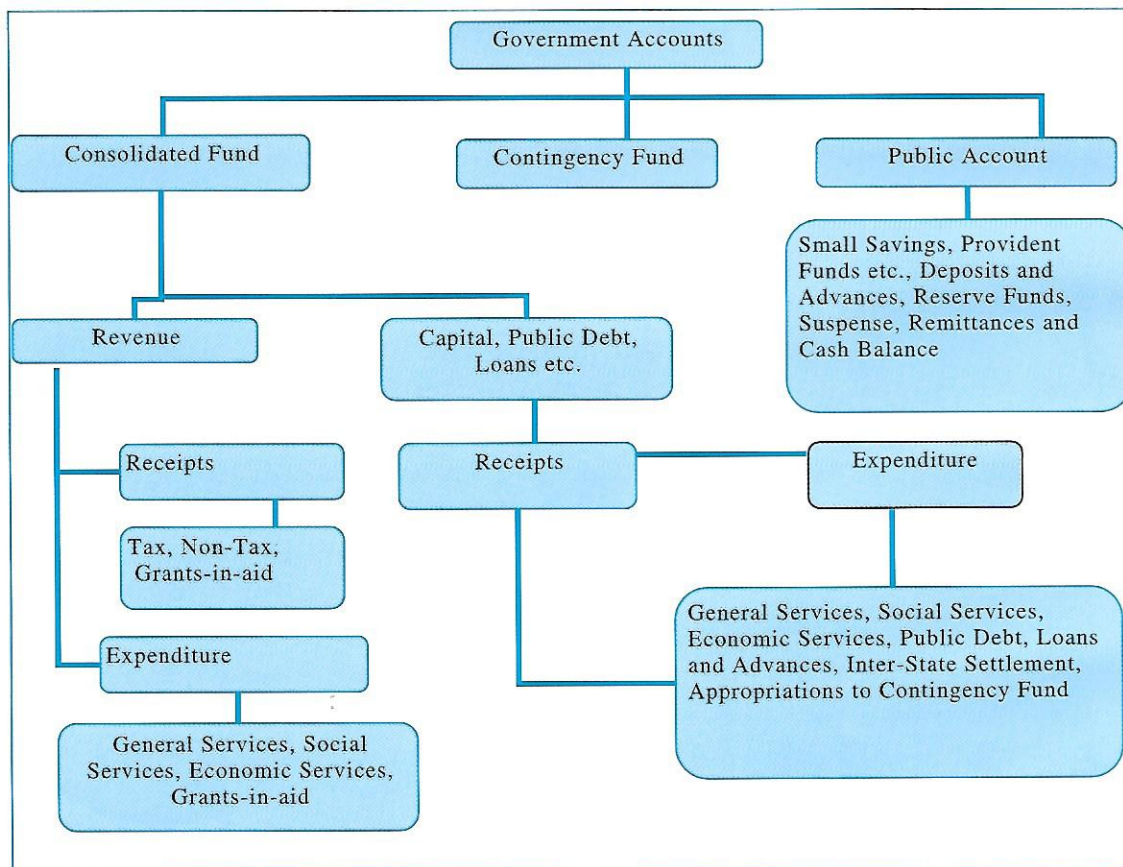 Government Accounts
Consolidated Fund
Contingency Fund
Public Account
Small Savings, Provident
Funds etc., Deposits and
Advances, Reserve Funds,
Suspense, Remittances and
Cash Balance
Revenue
Capital, Public Debt,
Loans etc.
Receipts
Receipts
Expenditure
Tax, Non-Tax,
Grants-in-aid
General Services, Social Services,
Economic Services, Public Debt, Loans
and Advances, Inter-State Settlement,
Appropriations to Contingency Fund
Expenditure
General Services, Social
Services, Economic Services,
Grants-in-aid